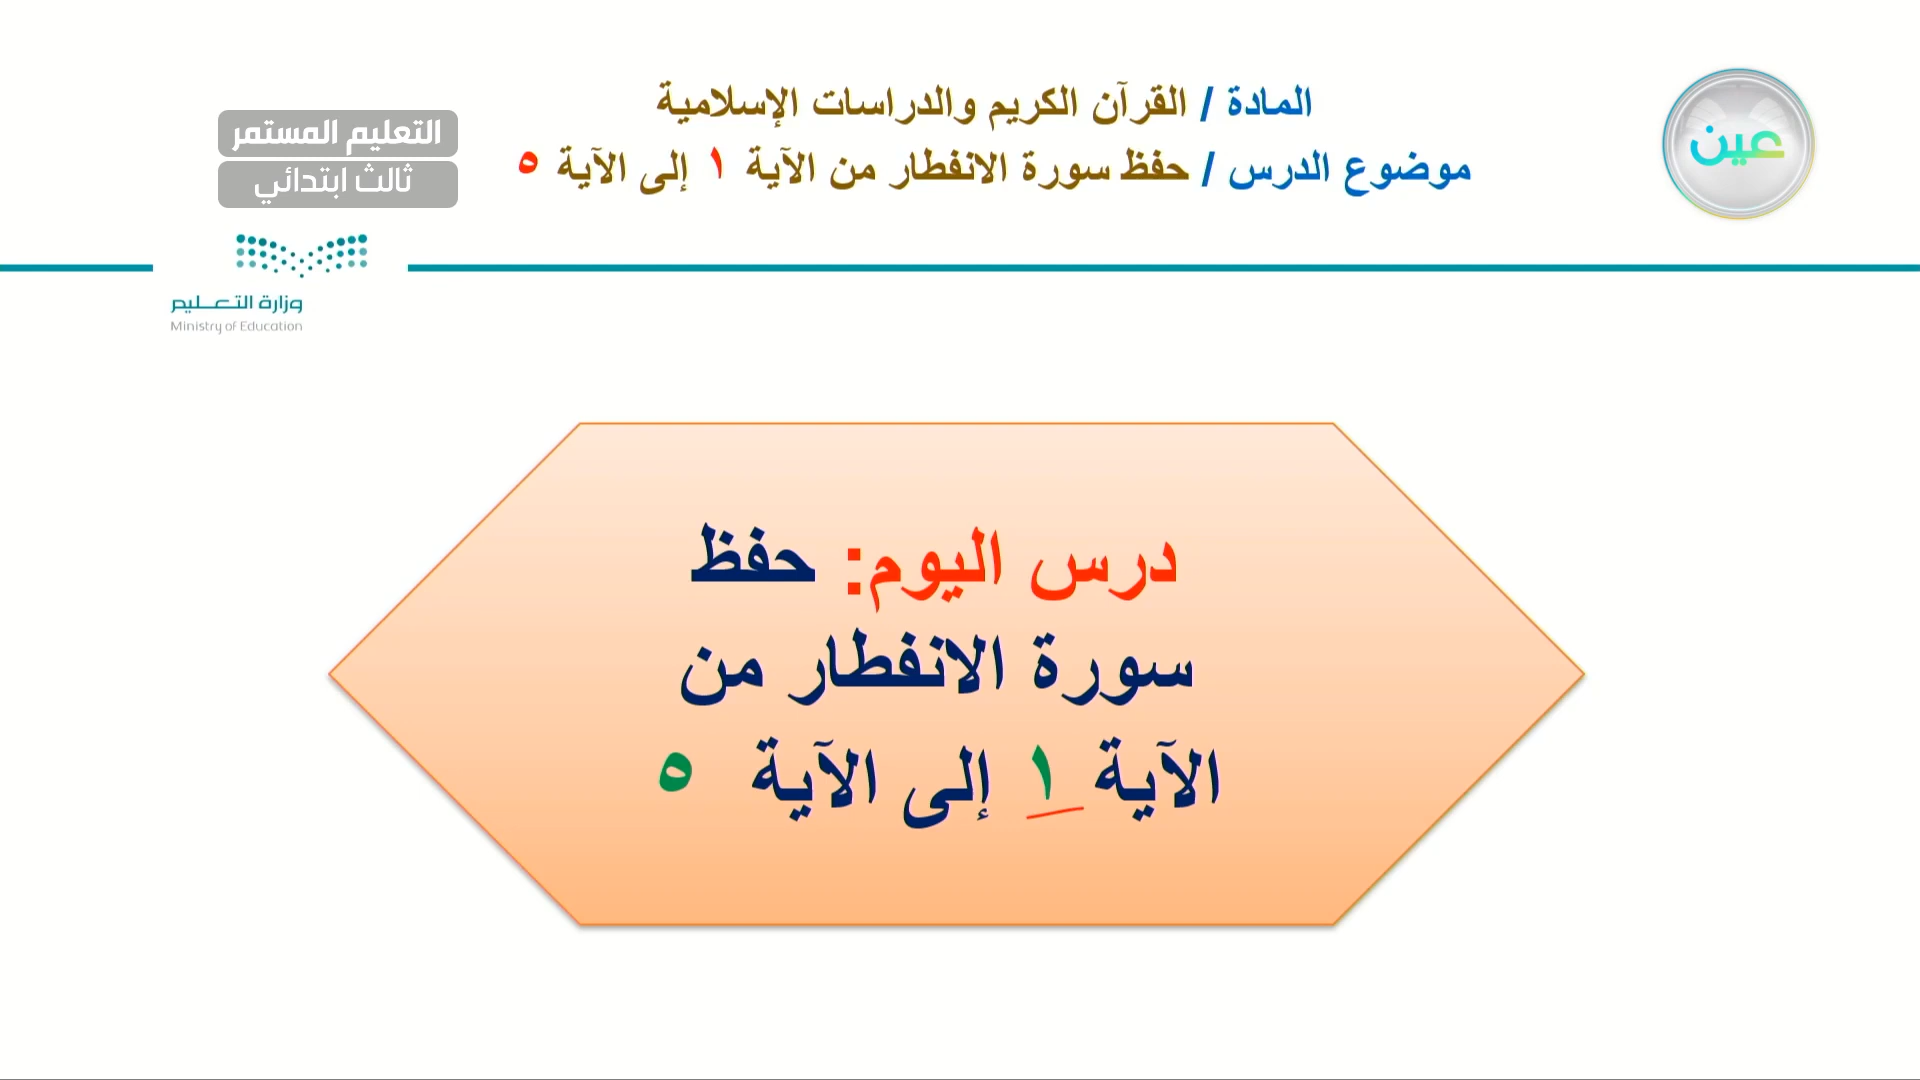 المادة / القرآن الكريم والدراسات الإسلامية
موضوع الدرس / حفظ سورة الانفطار من الآية ١ إلى الآية ٥
عين
التعليم المستمر
ثالث ابتدائي
وزارة التعـليم
Ministry of Education
درس اليوم: حفظ
سورة الانفطار من
الآية ١ إلى الآية ٥